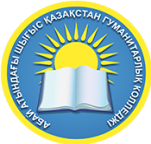 АБАЙ АТЫНДАҒЫ ШЫҒЫС ҚАЗАҚСТАН ГУМАНИТАРЛЫҚ КОЛЛЕДЖІ